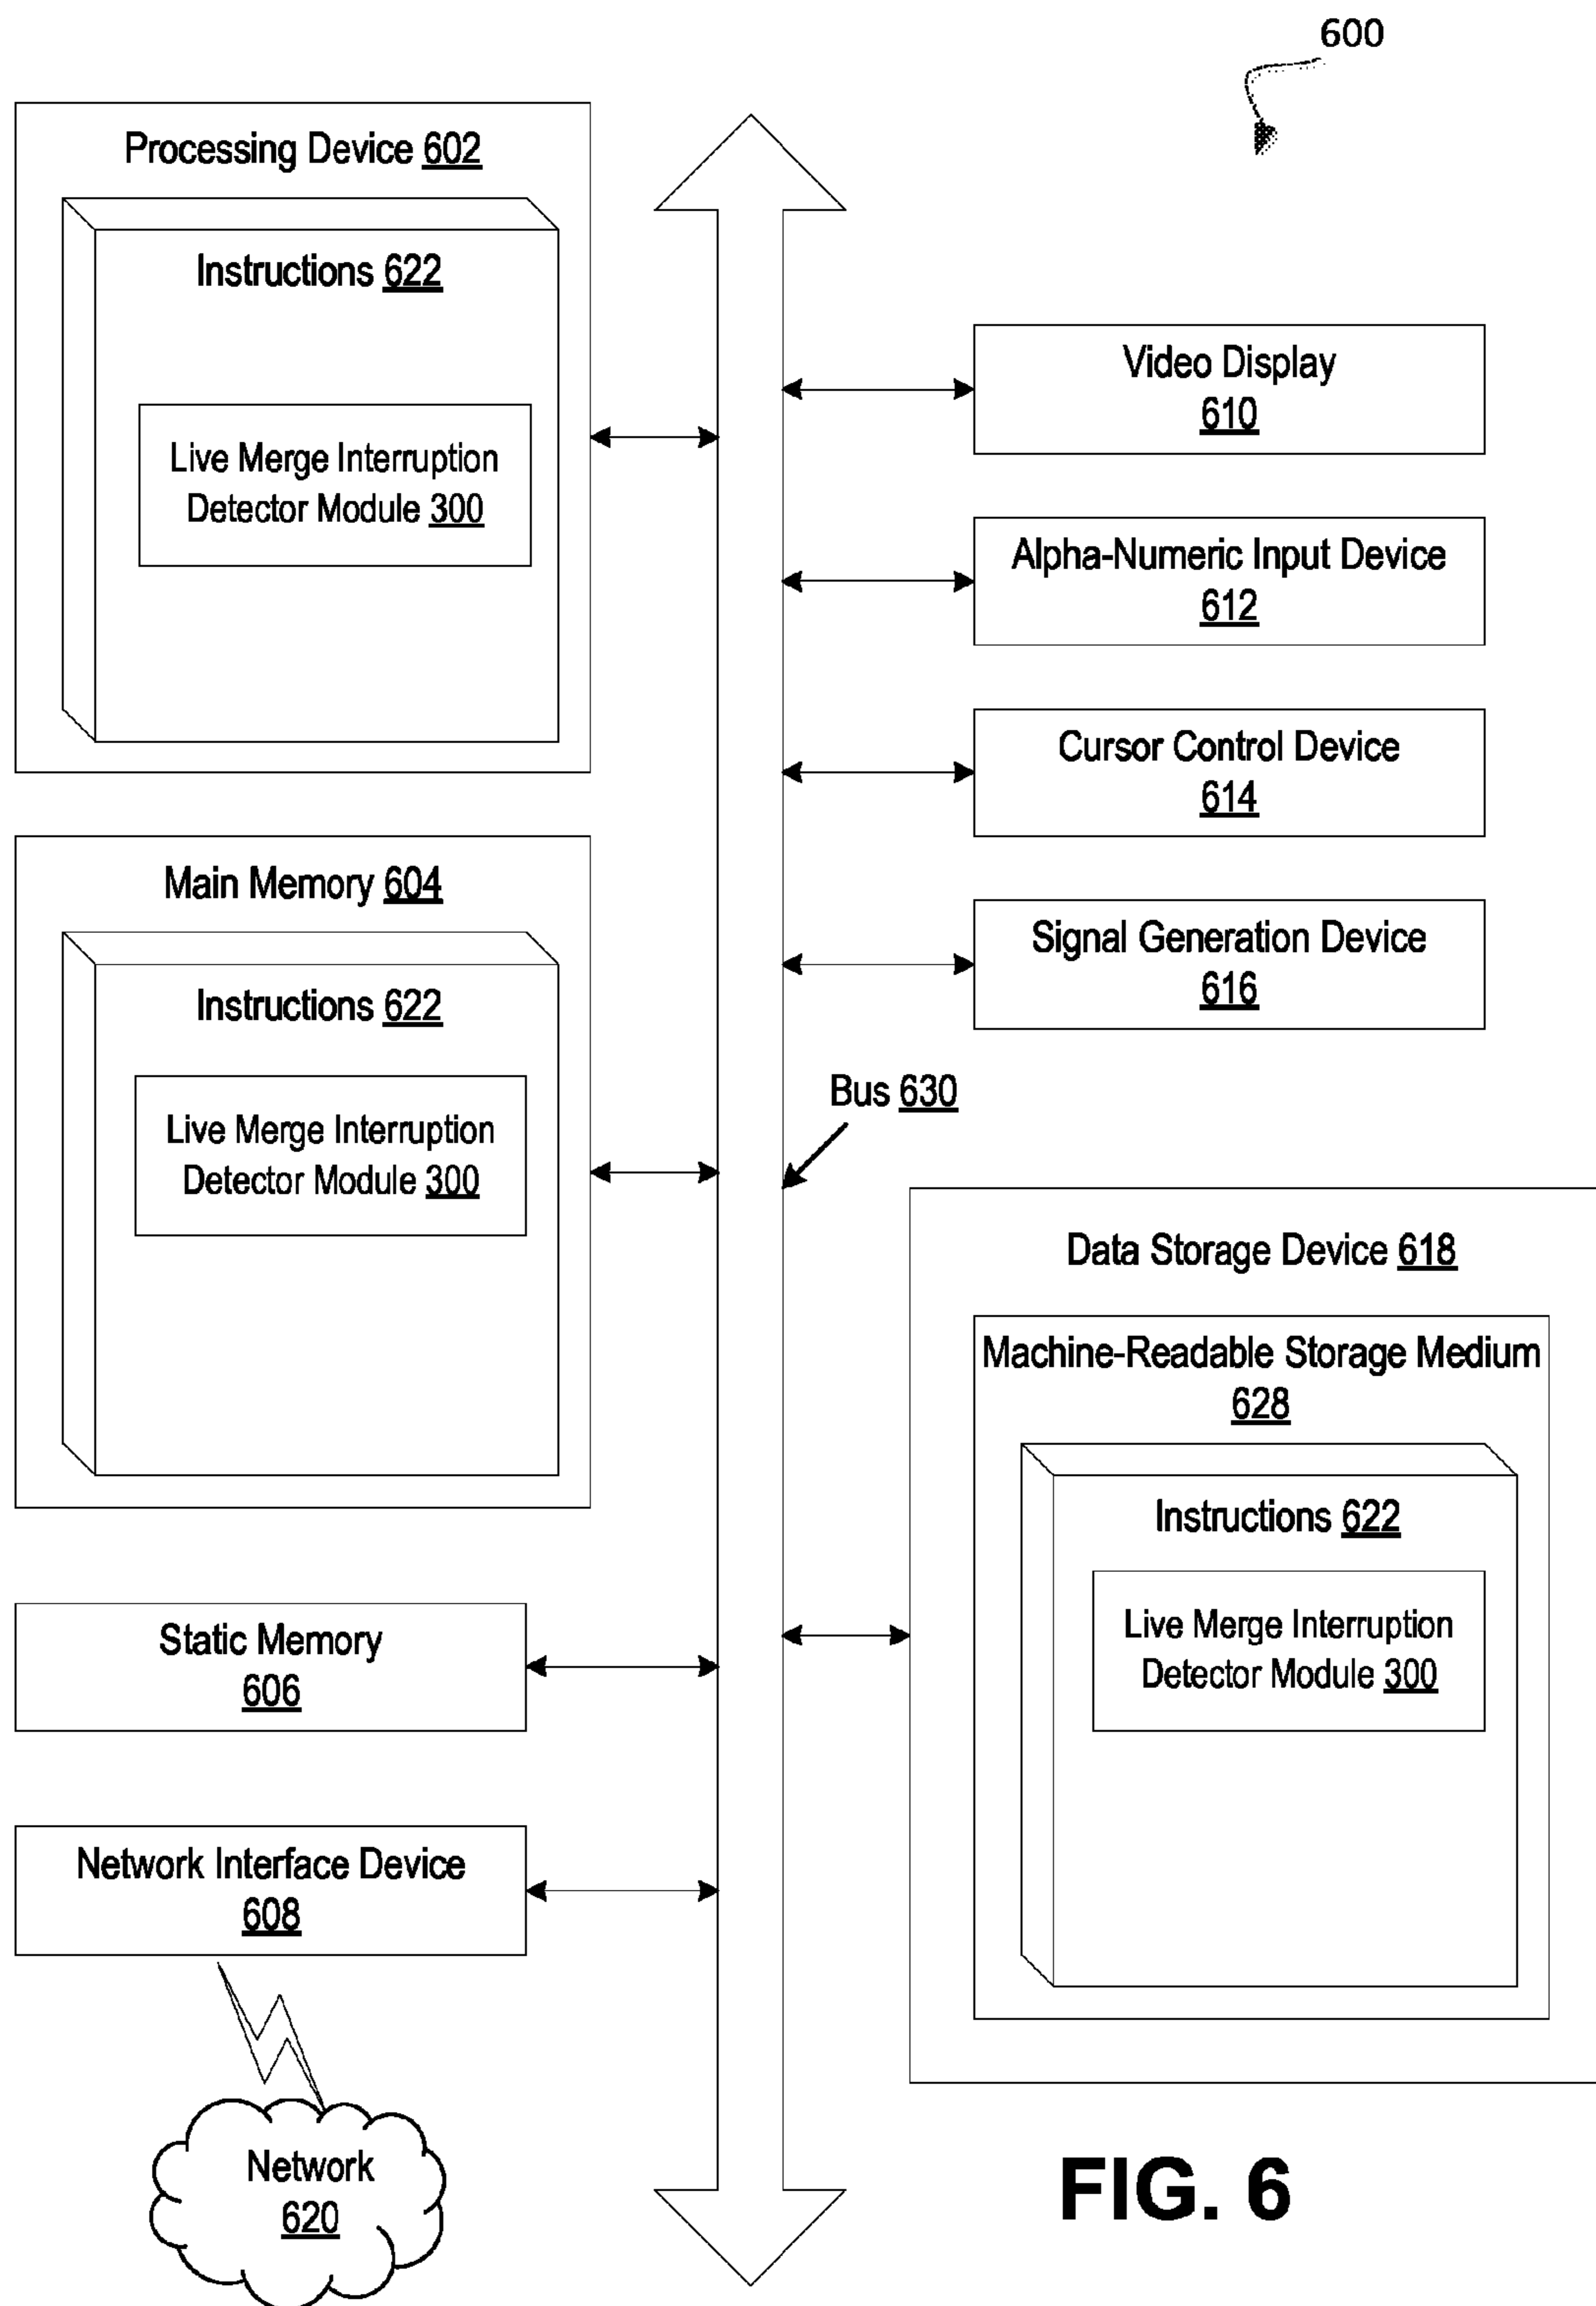 600
Processing Device 602
Instructions 622
Live Merge Interruption
Detector Module 300
Main Memory 604
Instructions 622
Live Merge Interruption
Detector Module 300
Static Memory
606
Network Interface Device
608
Network
620
Video Display
610
Alpha-Numeric Input Device
612
Cursor Control Device
614
Signal Generation Device
616
Bus 630
Data Storage Device 618
Machine-Readable Storage Medium
628
Instructions 622
Live Merge Interruption
Detector Module 300
FIG. 6